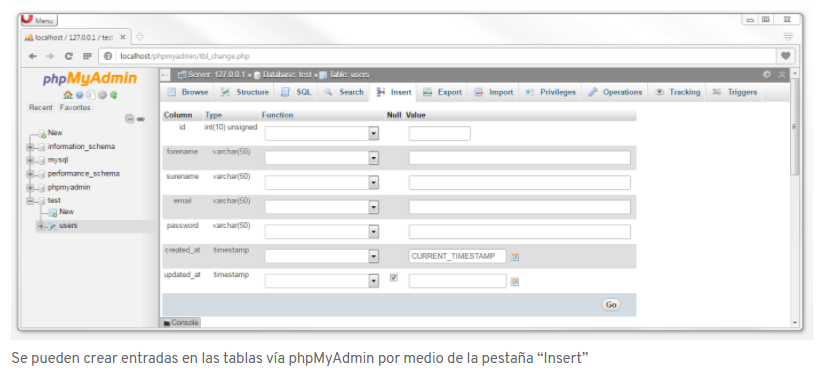 Menu
localhost / 127.0.0.1 / test
localhost/phpmyadmin/tbl_change.php
phpMyAdmin
Recent Favorites
New
information_schema
mysql
performance_schema
phpmyadmin
test
New
users
Server: 127.0.0.1 » Database: test » Table: users
Browse Structure SQL Search Insert Export Import Privileges Operations Tracking Triggers
Column Type Function Null Value
id int(10) unsigned
forename varchar(50)
surename varchar(50)
email varchar(50)
password varchar(50)
created_at timestamp CURRENT_TIMESTAMP
updated_at timestamp
Go
Console
Se pueden crear entradas en las tablas vía phpMyAdmin por medio de la pestaña “Insert”